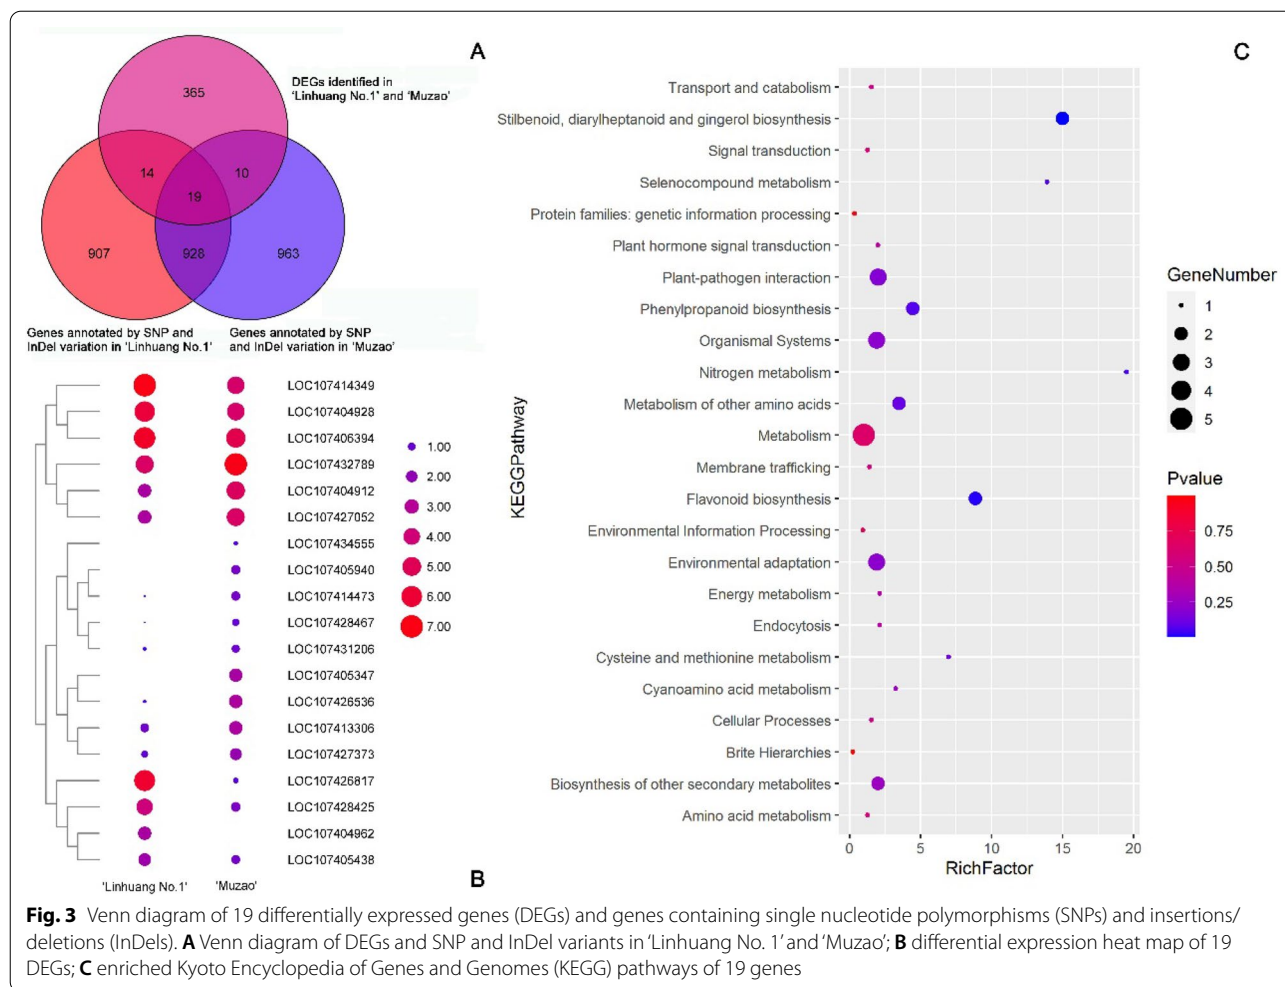 A
DEGs identified in
'Linhuang No.1' and 'Muzao'
365
14
10
19
907
928
963
Genes annotated by SNP and
InDel variation in 'Linhuang No.1'
Genes annotated by SNP
and InDel variation in 'Muzao'
LOC107414349
LOC107404928
LOC107406394
LOC107432789
LOC107404912
LOC107427052
LOC107434555
LOC107405940
LOC107414473
LOC107428467
LOC107431206
LOC107405347
LOC107426536
LOC107413306
LOC107427373
LOC107426817
LOC107428425
LOC107404962
LOC107405438
1.00
2.00
3.00
4.00
5.00
6.00
7.00
'Linhuang No.1'
'Muzao'
B
C
KEGGPathway
Transport and catabolism
Stilbenoid, diarylheptanoid and gingerol biosynthesis
Signal transduction
Selenocompound metabolism
Protein families: genetic information processing
Plant hormone signal transduction
Plant-pathogen interaction
Phenylpropanoid biosynthesis
Organismal Systems
Nitrogen metabolism
Metabolism of other amino acids
Metabolism
Membrane trafficking
Flavonoid biosynthesis
Environmental Information Processing
Environmental adaptation
Energy metabolism
Endocytosis
Cysteine and methionine metabolism
Cyanoamino acid metabolism
Cellular Processes
Brite Hierarchies
Biosynthesis of other secondary metabolites
Amino acid metabolism
0
5
10
15
20
RichFactor
GeneNumber
1
2
3
4
5
Pvalue
0.75
0.50
0.25
Fig. 3 Venn diagram of 19 differentially expressed genes (DEGs) and genes containing single nucleotide polymorphisms (SNPs) and insertions/
deletions (InDels). A Venn diagram of DEGs and SNP and InDel variants in 'Linhuang No. 1' and 'Muzao'; B differential expression heat map of 19
DEGs; C enriched Kyoto Encyclopedia of Genes and Genomes (KEGG) pathways of 19 genes